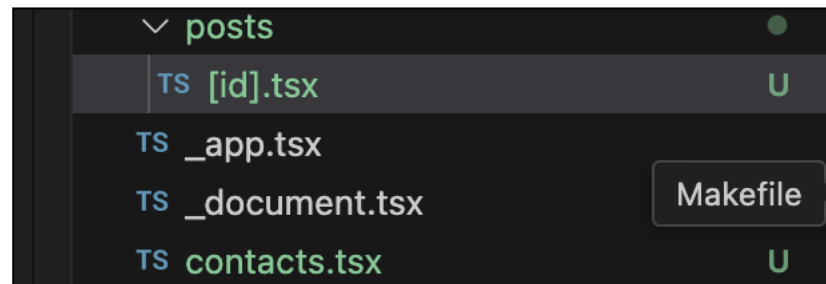 posts
TS [id].tsx U
TS _app.tsx
TS _document.tsx
Makefile
TS contacts.tsx U